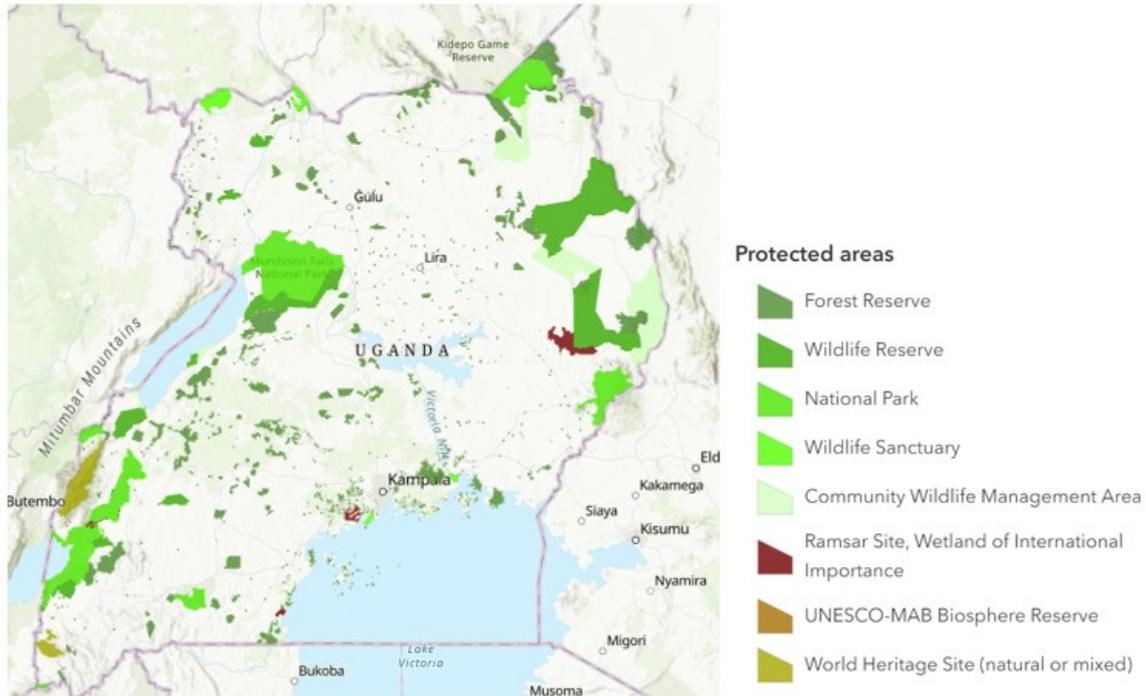 Kidepo Game
Reserve
Gulu
Murchison Falls
National Park
Lira
UGANDA
Mitumbar Mountains
Victoria Nile
Butembo
Kampala
Eld
Kakamega
Siaya
Kisumu
Nyamira
Migori
Lake
Victoria
Bukoba
Musoma
Protected areas
Forest Reserve
Wildlife Reserve
National Park
Wildlife Sanctuary
Community Wildlife Management Area
Ramsar Site, Wetland of International
Importance
UNESCO-MAB Biosphere Reserve
World Heritage Site (natural or mixed)